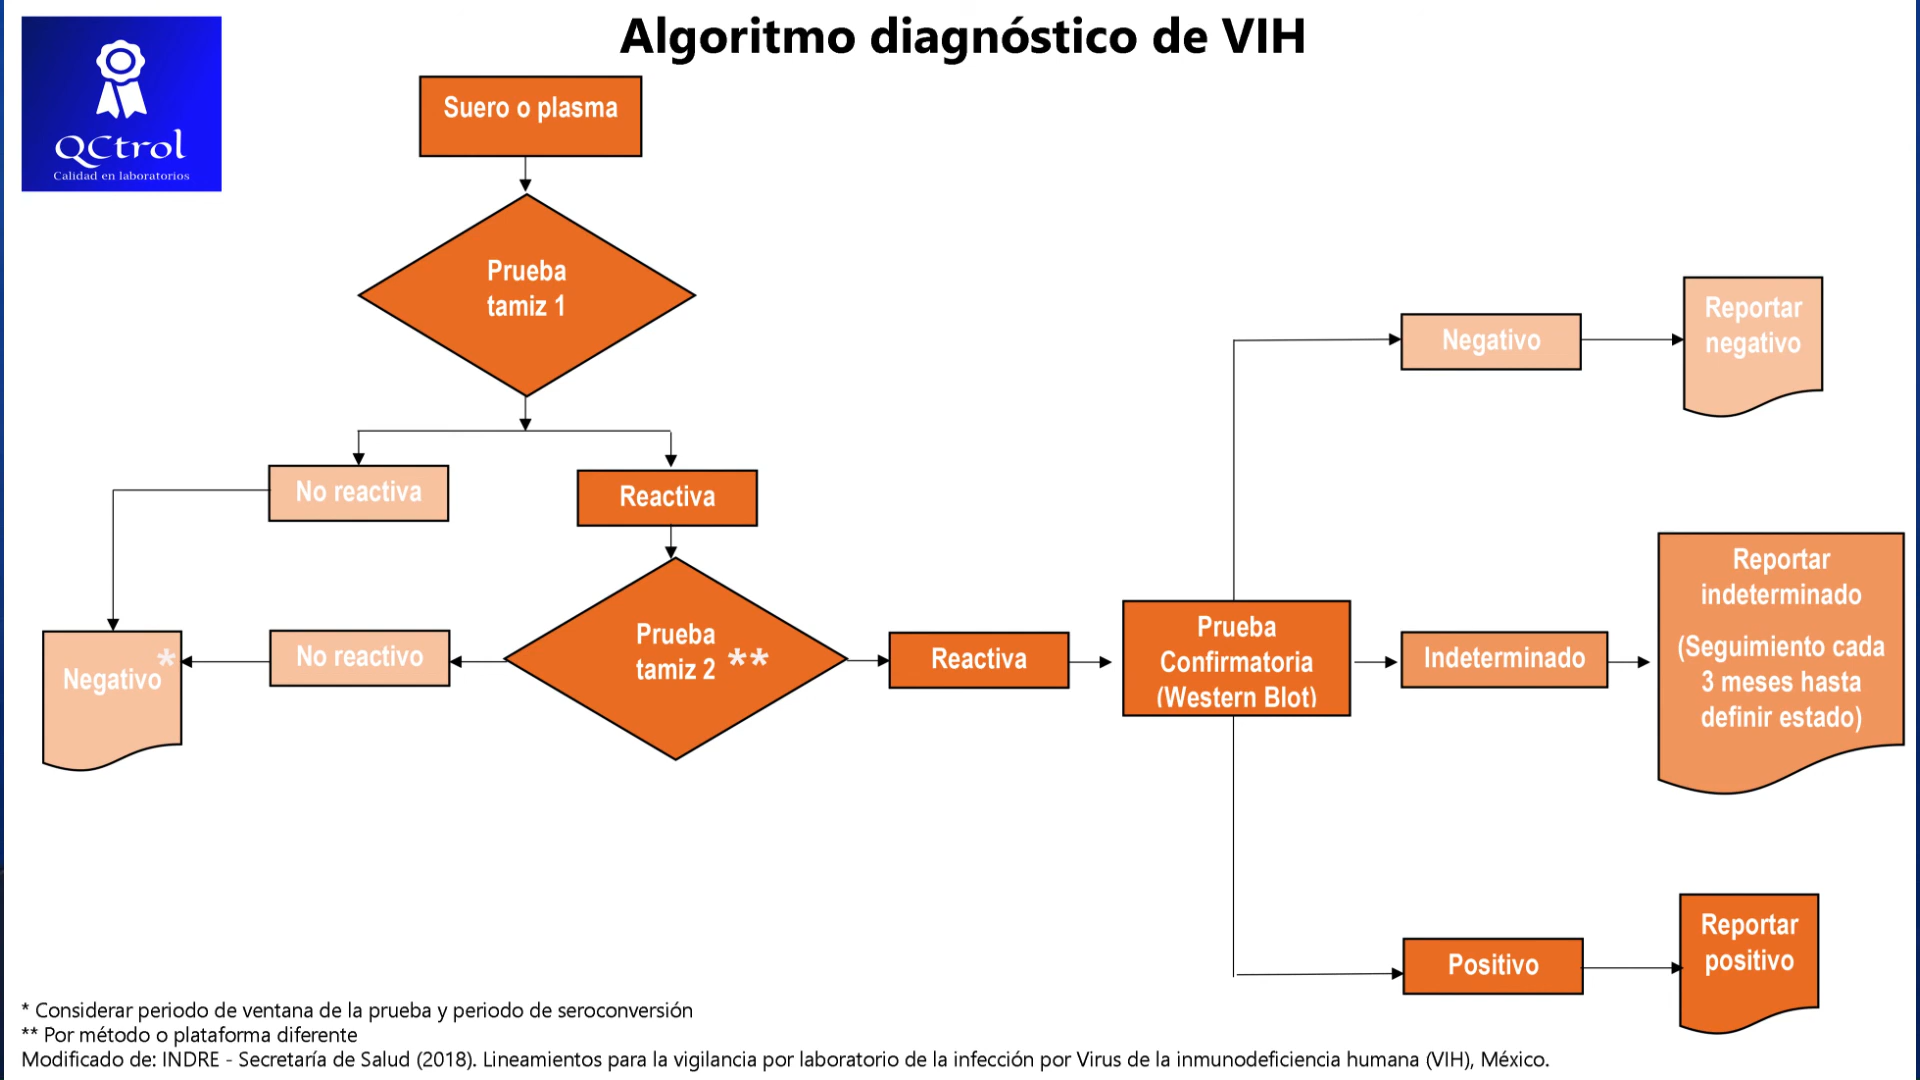 Algoritmo diagnóstico de VIH
QCtrol
Calidad en laboratorios
Suero o plasma
Prueba
tamiz 1
No reactiva
Reactiva
Negativo
*
No reactivo
Prueba
tamiz 2 **
Reactiva
Prueba
Confirmatoria
(Western Blot)
Negativo
Reportar
negativo
Indeterminado
Reportar
indeterminado
(Seguimiento cada
3 meses hasta
definir estado)
Positivo
Reportar
positivo
* Considerar periodo de ventana de la prueba y periodo de seroconversión
** Por método o plataforma diferente
Modificado de: INDRE - Secretaría de Salud (2018). Lineamientos para la vigilancia por laboratorio de la infección por Virus de la inmunodeficiencia humana (VIH), México.